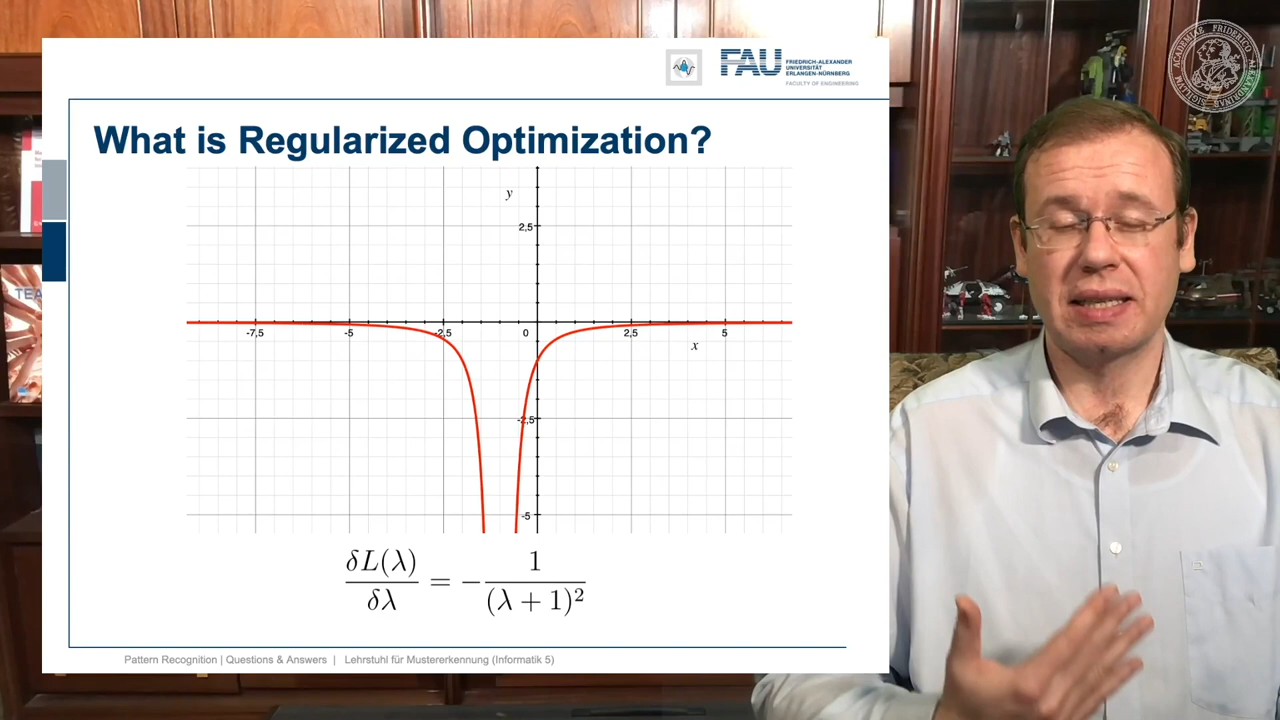 FAU
FRIEDRICH-ALEXANDER
UNIVERSITÄT
ERLANGEN-NÜRNBERG
FACULTY OF ENGINEERING
What is Regularized Optimization?
y
2,5
-7,5 -5 -2,5 0 2,5 5
x
-2,5
-5
δL(λ)/δλ = −1/(λ + 1)²
Pattern Recognition | Questions & Answers | Lehrstuhl für Mustererkennung (Informatik 5)